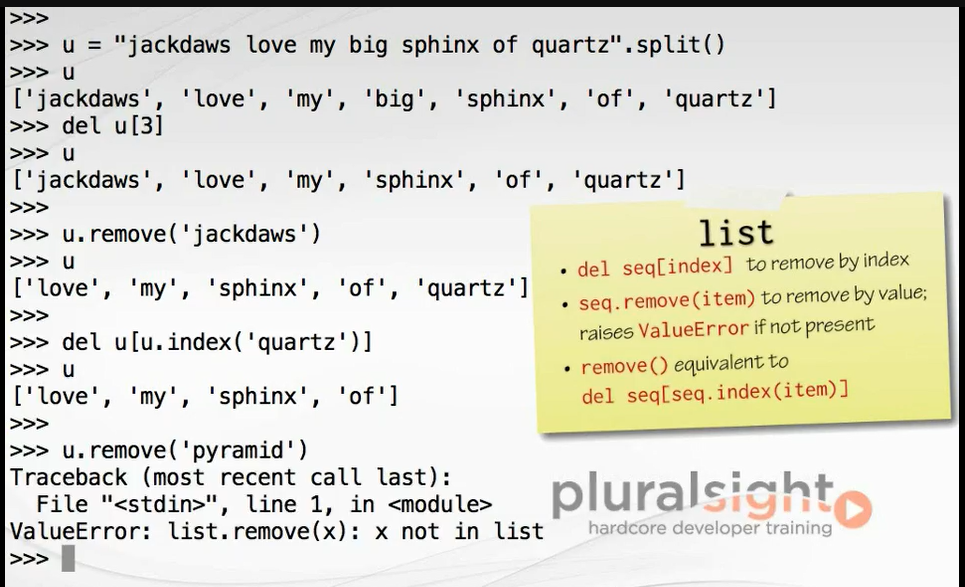 >>>
>>> u = "jackdaws love my big sphinx of quartz".split()
>>> u
['jackdaws', 'love', 'my', 'big', 'sphinx', 'of', 'quartz']
>>> del u[3]
>>> u
['jackdaws', 'love', 'my', 'sphinx', 'of', 'quartz']
>>>
>>> u.remove('jackdaws')
>>> u
['love', 'my', 'sphinx', 'of', 'quartz']
>>>
>>> del u[u.index('quartz')]
>>> u
['love', 'my', 'sphinx', 'of']
>>>
>>> u.remove('pyramid')
Traceback (most recent call last):
  File "<stdin>", line 1, in <module>
ValueError: list.remove(x): x not in list
>>>
list
• del seq[index] to remove by index
• seq.remove(item) to remove by value;
raises ValueError if not present
• remove() equivalent to
del seq[seq.index(item)]
pluralsight
hardcore developer training